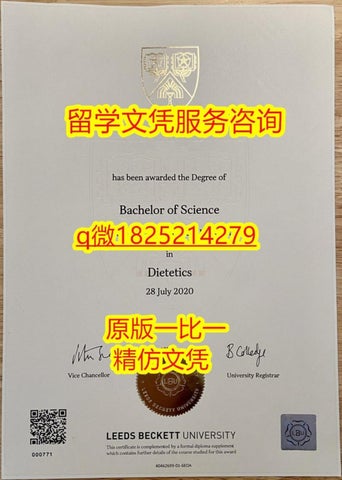 留学文凭服务咨询
has been awarded the Degree of
Bachelor of Science
q微1825214279
in
Dietetics
28 July 2020
原版一比一
精仿文凭
B Colledge
Vice Chancellor
University Registrar
LBU
LBU
000771
LEEDS BECKETT UNIVERSITY
This certificate is complemented by a formal diploma supplement
which contains further details of the course studied for this award